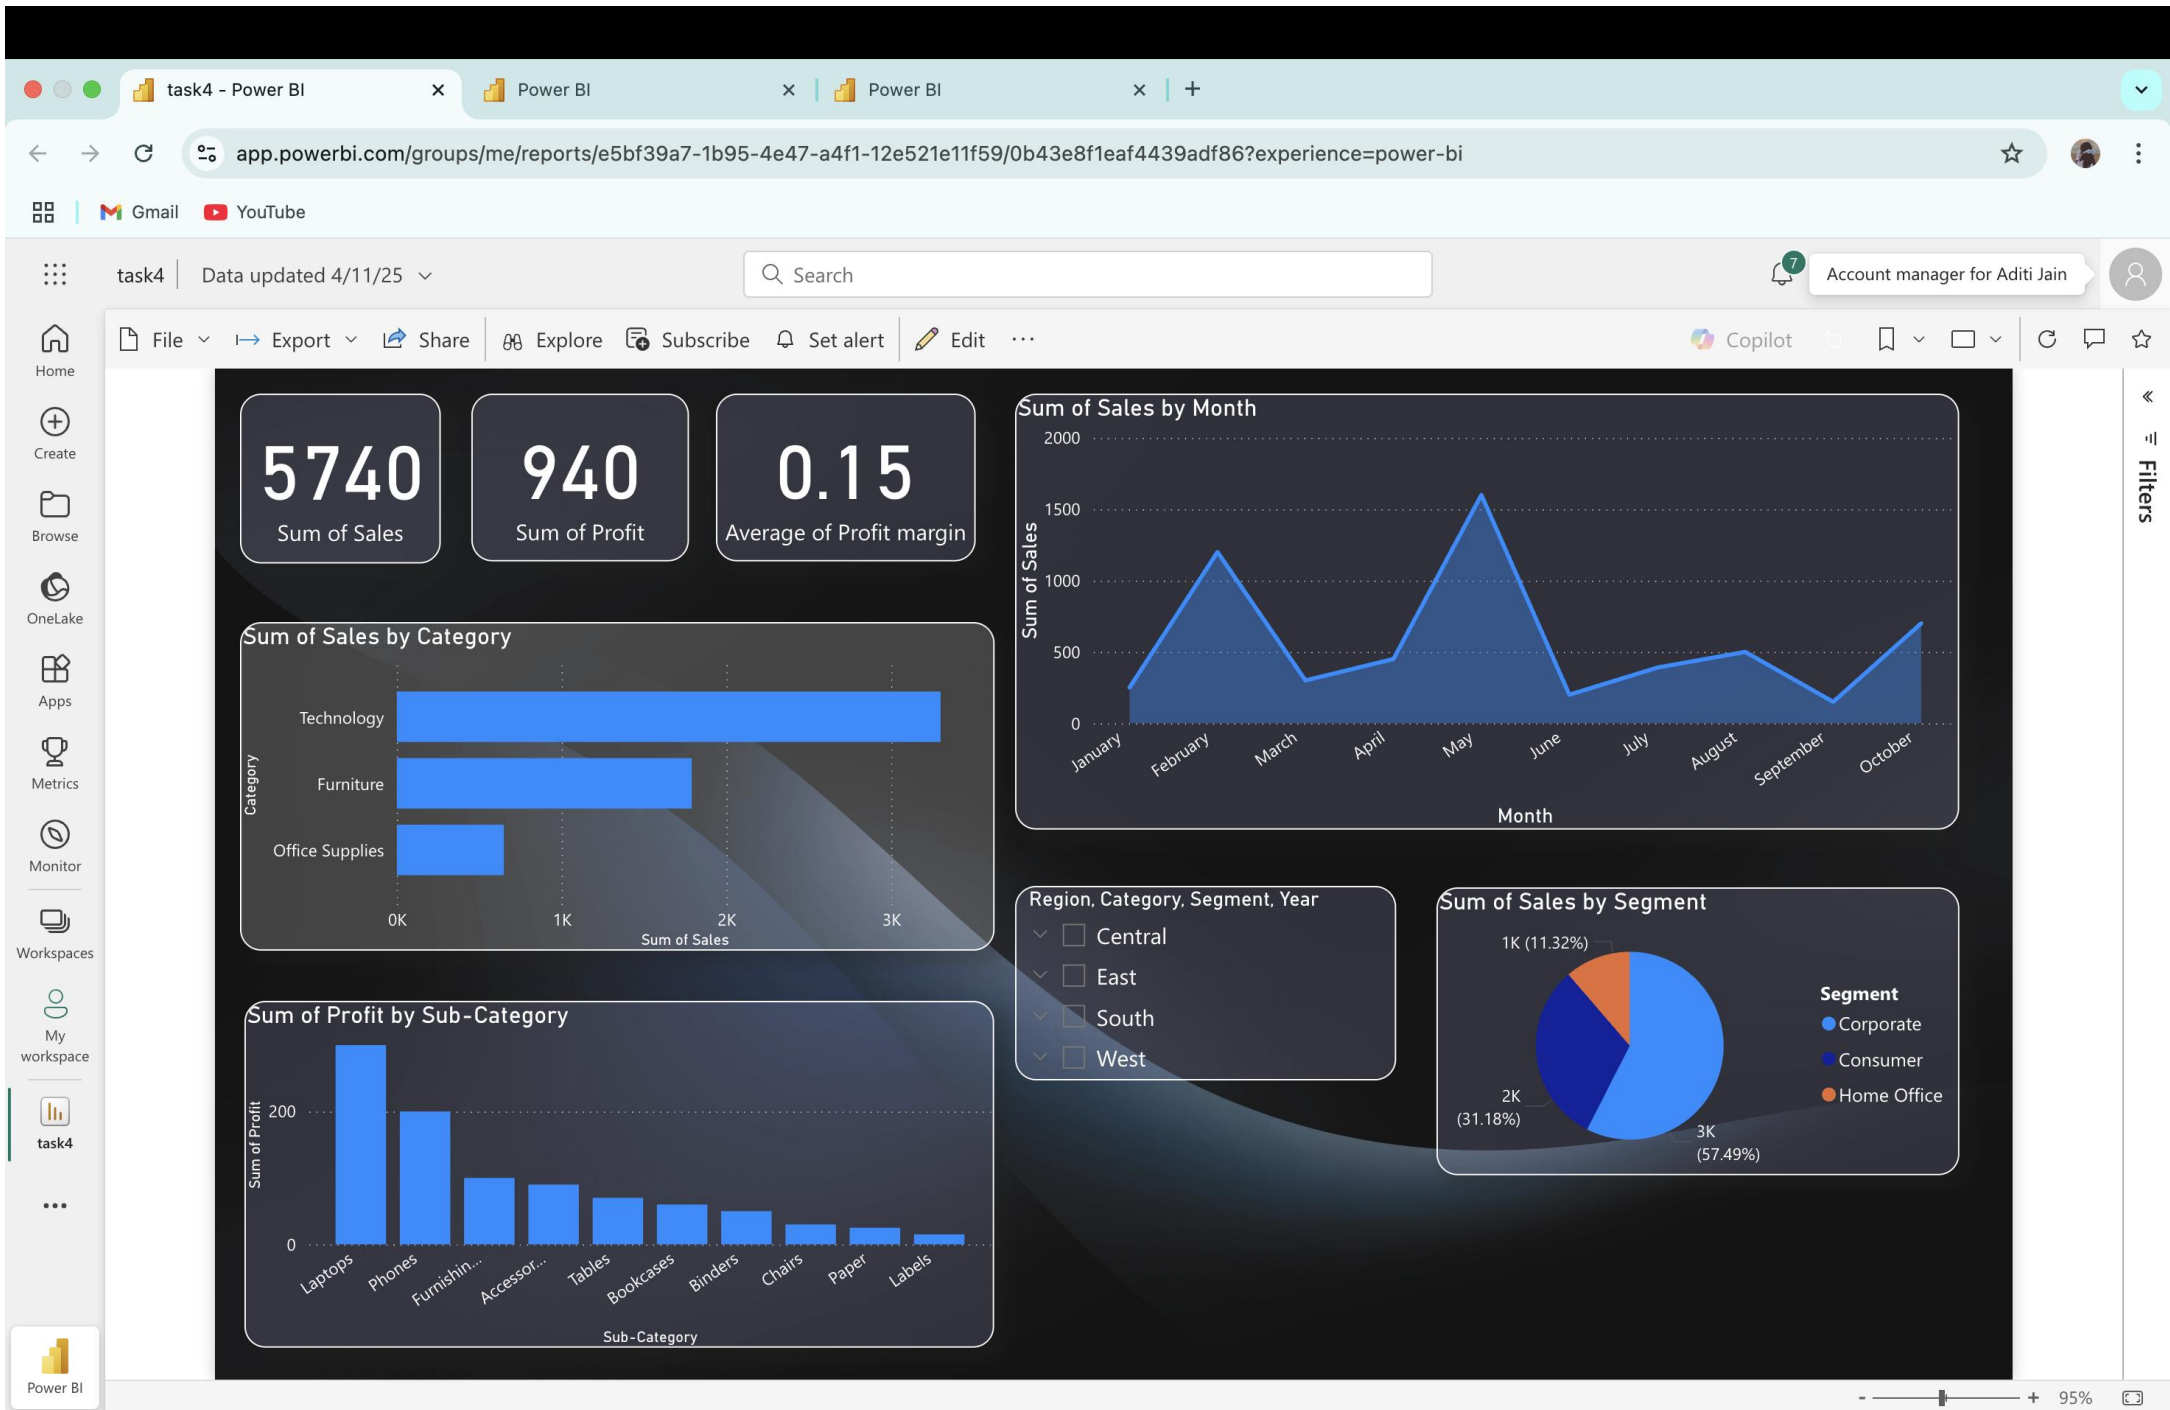 task4 - Power BI
Power BI
Power BI
app.powerbi.com/groups/me/reports/e5bf39a7-1b95-4e47-a4f1-12e521e11f59/0b43e8f1eaf4439adf86?experience=power-bi
Gmail
YouTube
task4
Data updated 4/11/25
Search
7
Account manager for Aditi Jain
File
Export
Share
Explore
Subscribe
Set alert
Edit
Copilot
Home
Create
Browse
OneLake
Apps
Metrics
Monitor
Workspaces
My
workspace
task4
Power BI
5740
Sum of Sales
940
Sum of Profit
0.15
Average of Profit margin
Sum of Sales by Month
Sum of Sales
2000
1500
1000
500
0
January
February
March
April
May
June
July
August
September
October
Month
Sum of Sales by Category
Category
Technology
Furniture
Office Supplies
0K
1K
2K
3K
Sum of Sales
Region, Category, Segment, Year
Central
East
South
West
Sum of Sales by Segment
1K (11.32%)
2K
(31.18%)
3K
(57.49%)
Segment
Corporate
Consumer
Home Office
Sum of Profit by Sub-Category
Sum of Profit
200
0
Laptops
Phones
Furnishin...
Accessor...
Tables
Bookcases
Binders
Chairs
Paper
Labels
Sub-Category
Filters
95%